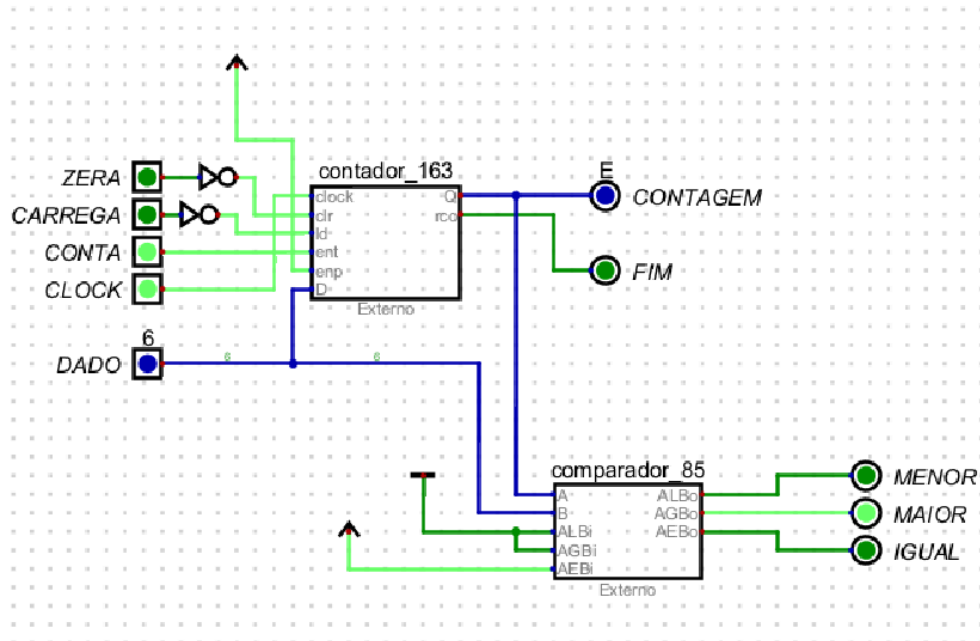 contador_163
ZERA
CARREGA
CONTA
CLOCK
clock
clr
ld
ent
enp
D
Q
rco
Externo
E
CONTAGEM
FIM
6
DADO
6
6
comparador_85
A
B
ALBi
AGBi
AEBi
ALBo
AGBo
AEBo
Externo
MENOR
MAIOR
IGUAL